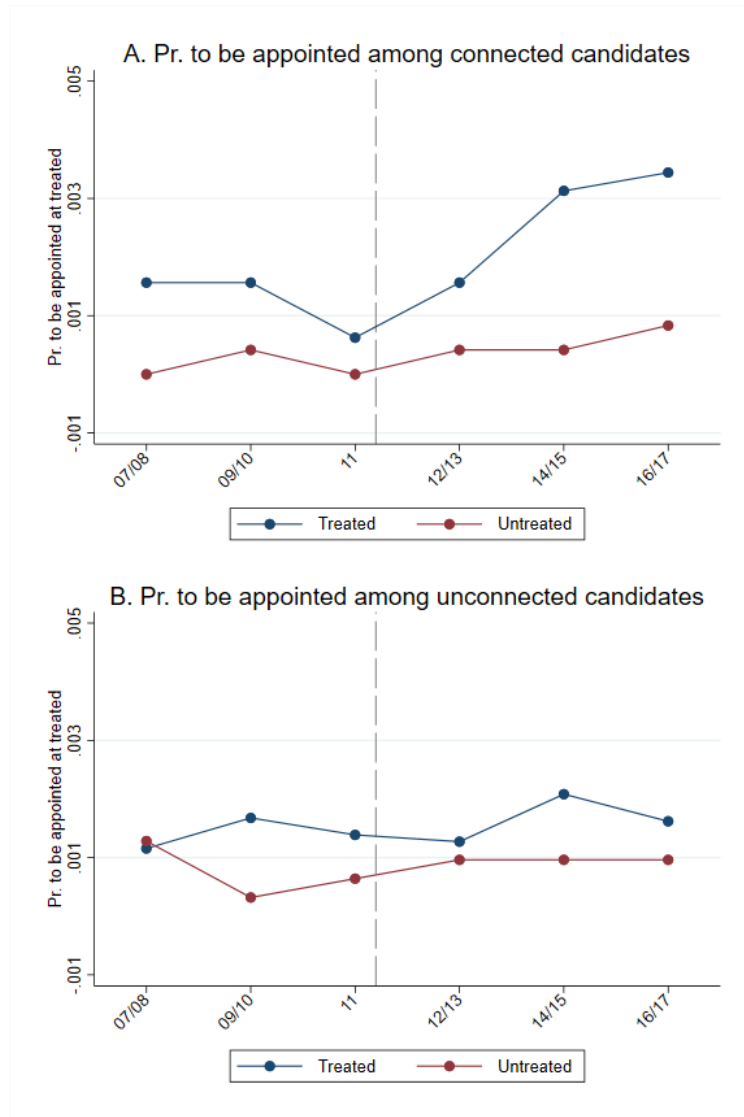 A. Pr. to be appointed among connected candidates
Pr. to be appointed at treated
.005
.003
.001
-.001
07/08
09/10
11
12/13
14/15
16/17
Treated
Untreated
B. Pr. to be appointed among unconnected candidates
Pr. to be appointed at treated
.005
.003
.001
-.001
07/08
09/10
11
12/13
14/15
16/17
Treated
Untreated